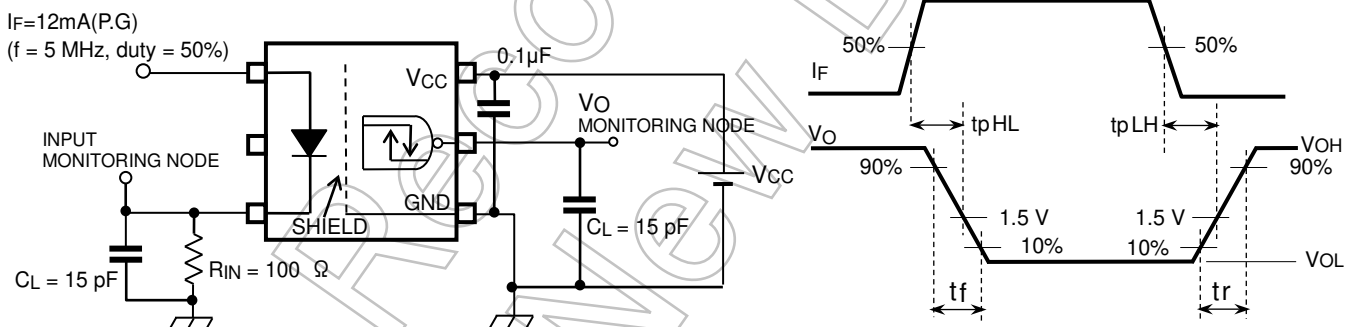 IF=12mA(P.G)
(f = 5 MHz, duty = 50%)
INPUT
MONITORING NODE
CL = 15 pF
RIN = 100 Ω
SHIELD
VCC
GND
0.1μF
VO
MONITORING NODE
CL = 15 pF
VCC
50%
50%
IF
tpHL
tpLH
VO
VOH
90%
90%
1.5 V
1.5 V
10%
10%
VOL
tf
tr
Reco
New